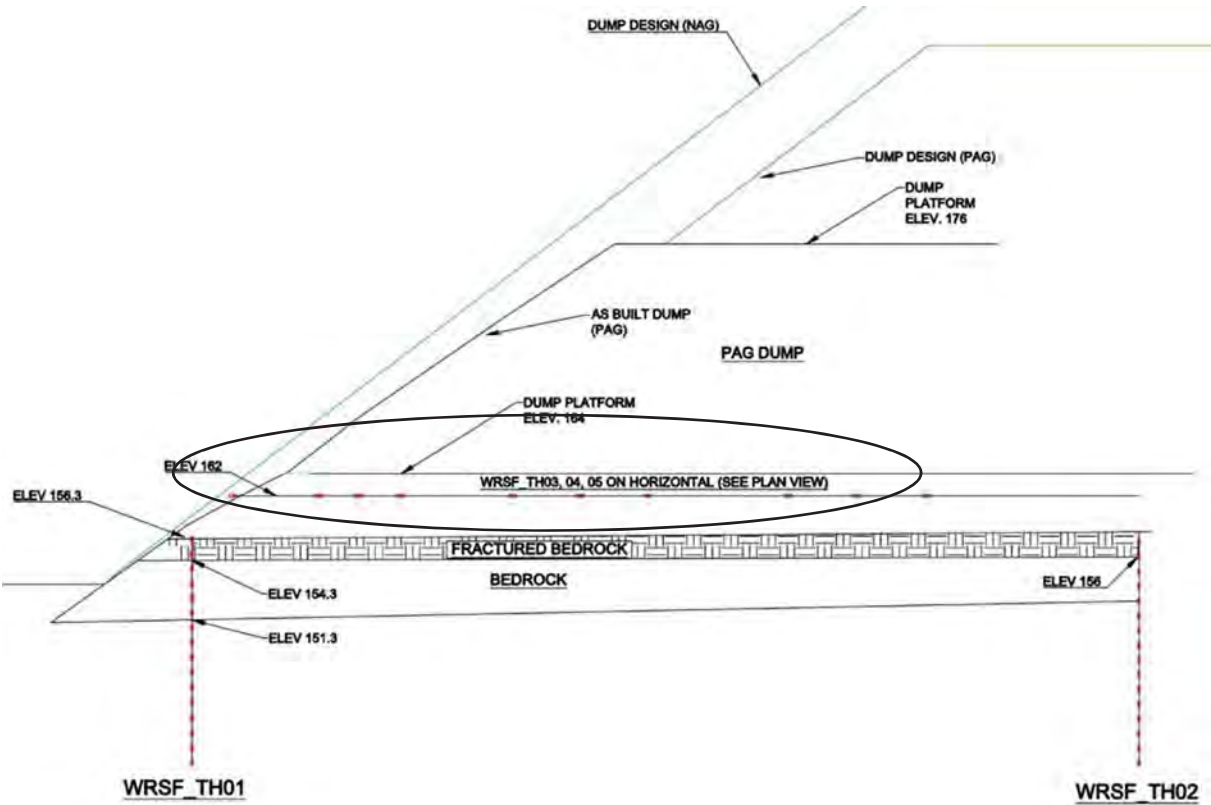 DUMP DESIGN (NAG)
DUMP DESIGN (PAG)
DUMP
PLATFORM
ELEV. 176
AS BUILT DUMP
(PAG)
PAG DUMP
DUMP PLATFORM
ELEV. 164
ELEV 162
WRSF_TH03, 04, 05 ON HORIZONTAL (SEE PLAN VIEW)
ELEV 156.3
FRACTURED BEDROCK
BEDROCK
ELEV 156
ELEV 154.3
ELEV 151.3
WRSF_TH01
WRSF_TH02